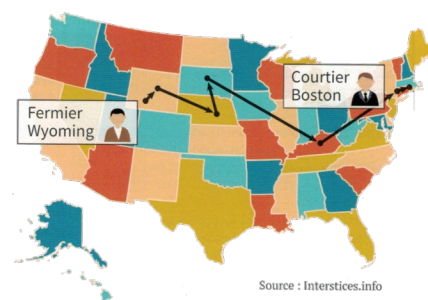 Courtier
Boston
Fermier
Wyoming
Source : Interstices.info